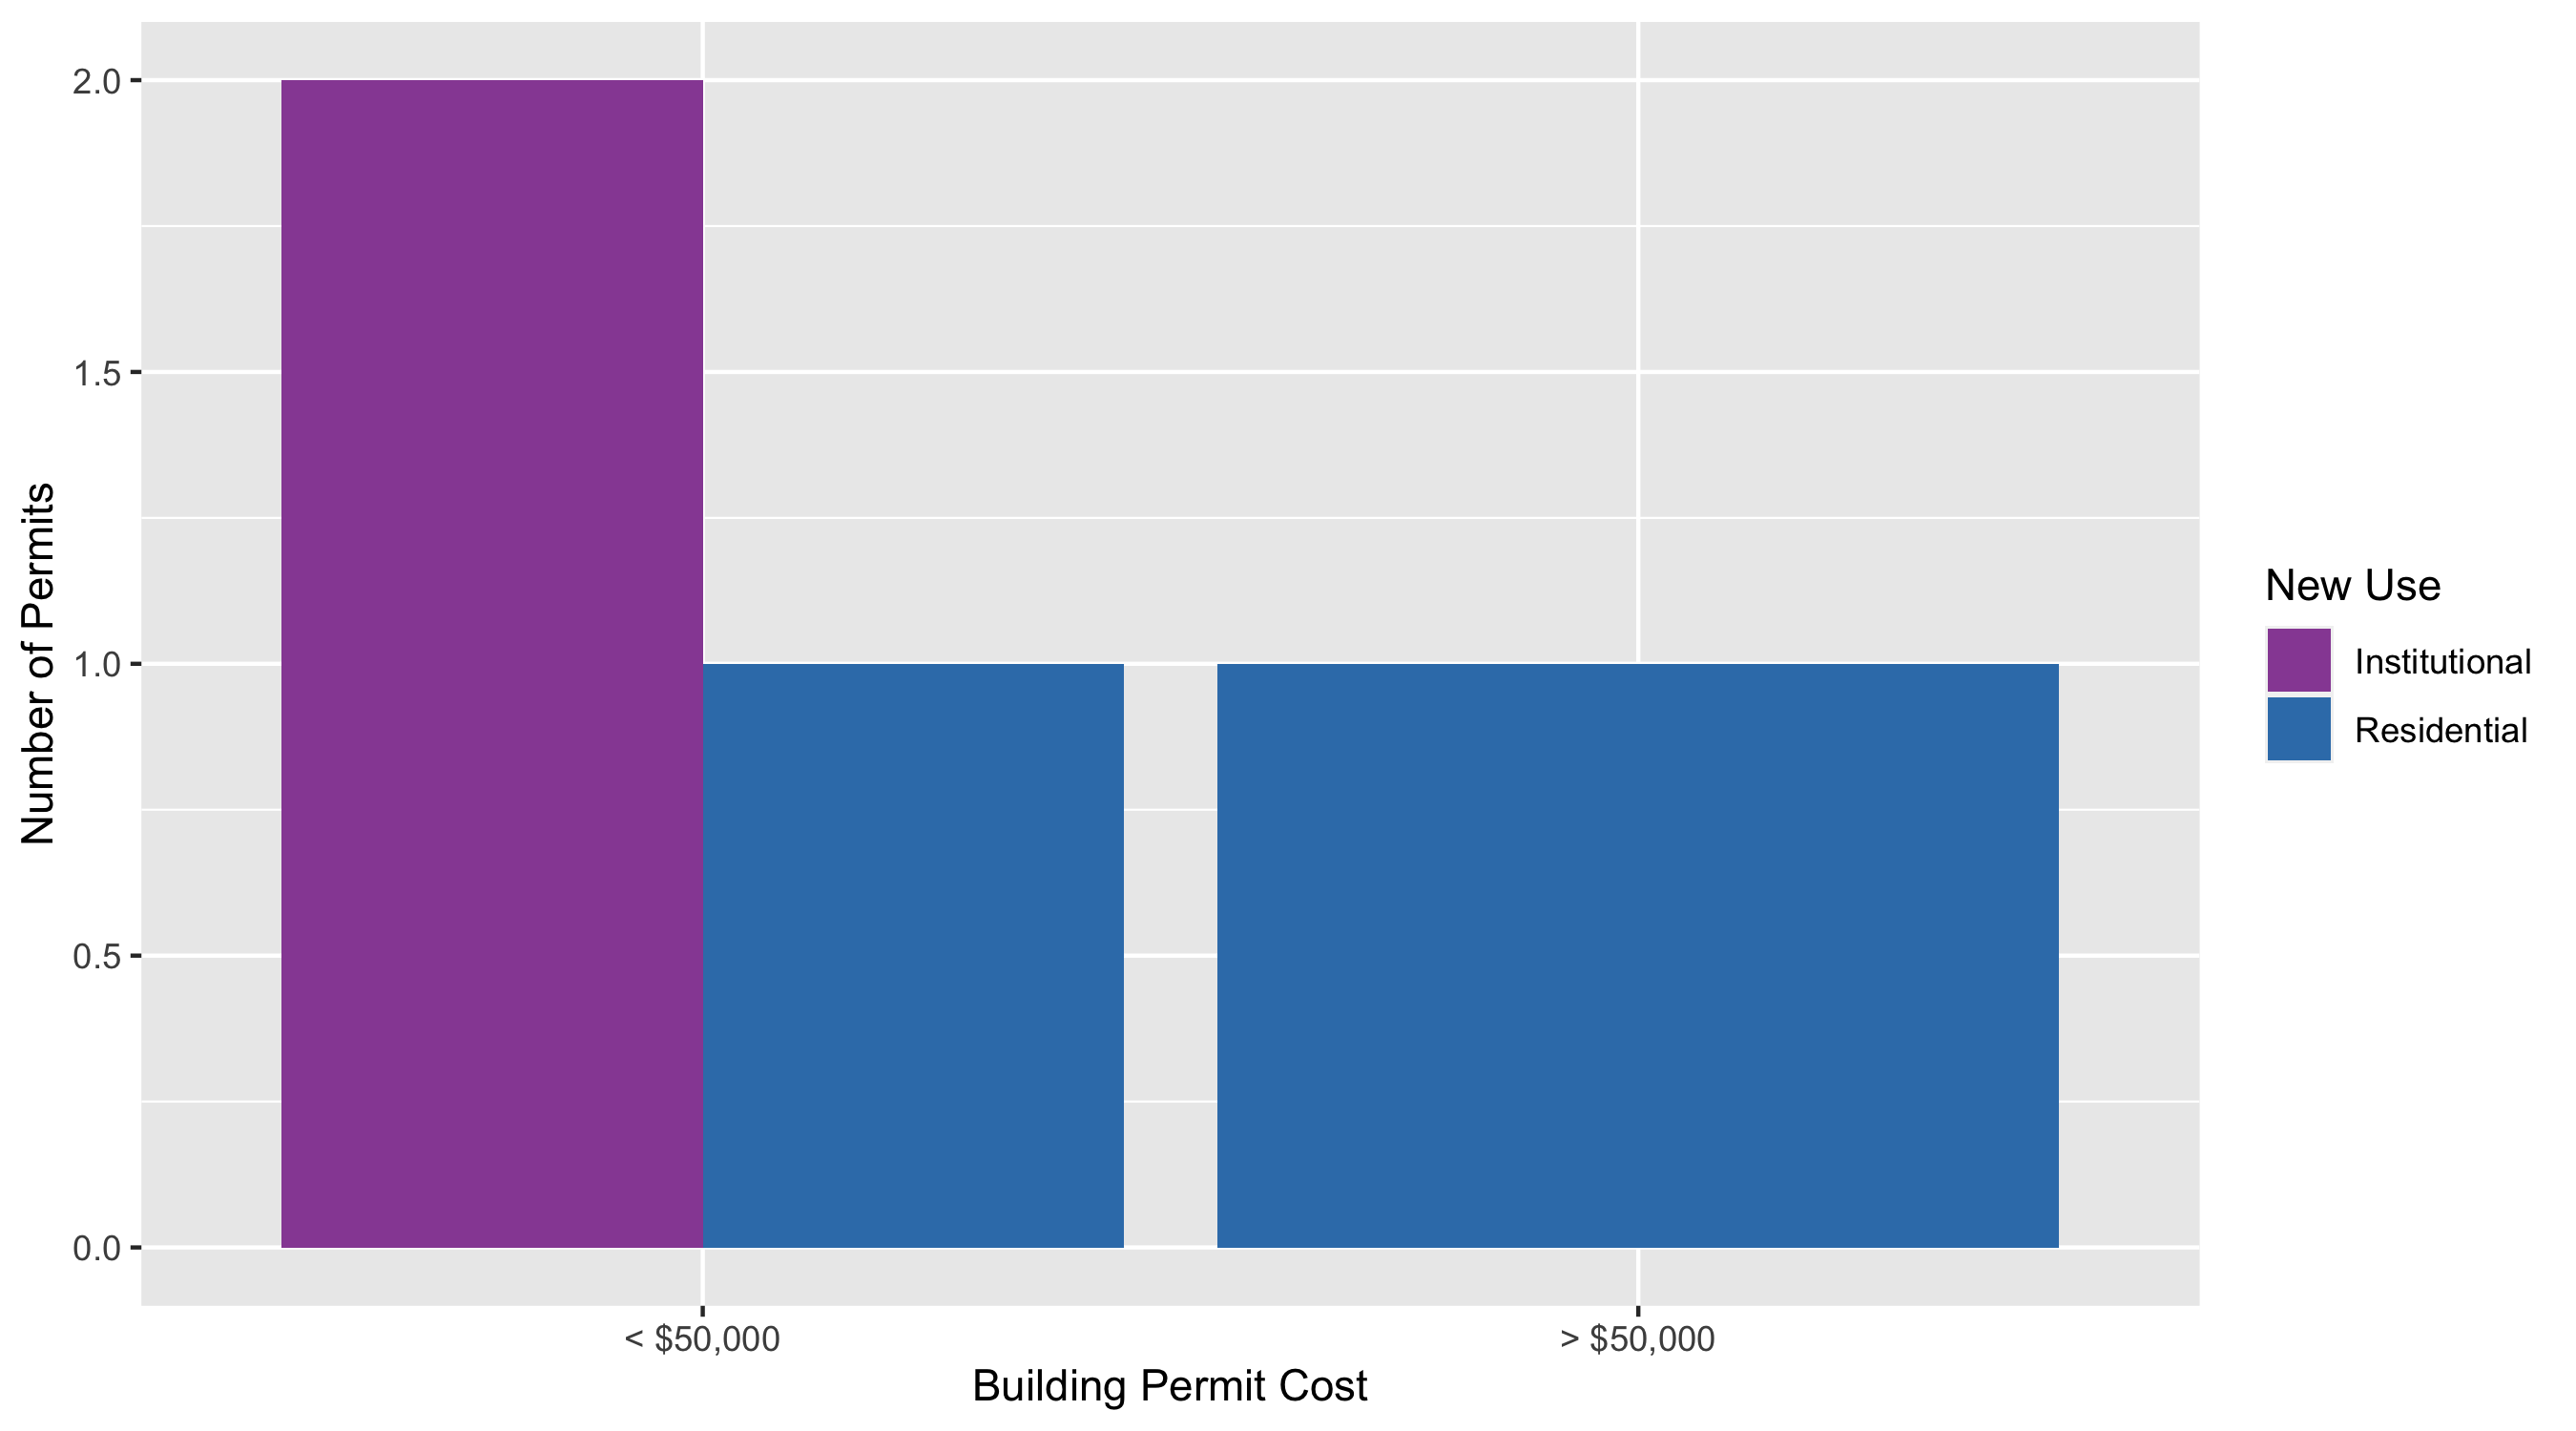 Number of Permits
2.0
1.5
1.0
0.5
0.0
< $50,000
> $50,000
Building Permit Cost
New Use
Institutional
Residential